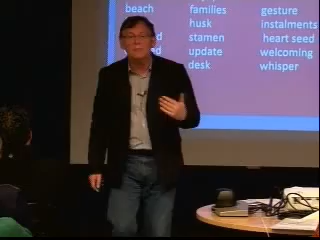 beach families gesture
husk instalments
stamen heart seed
update welcoming
desk whisper